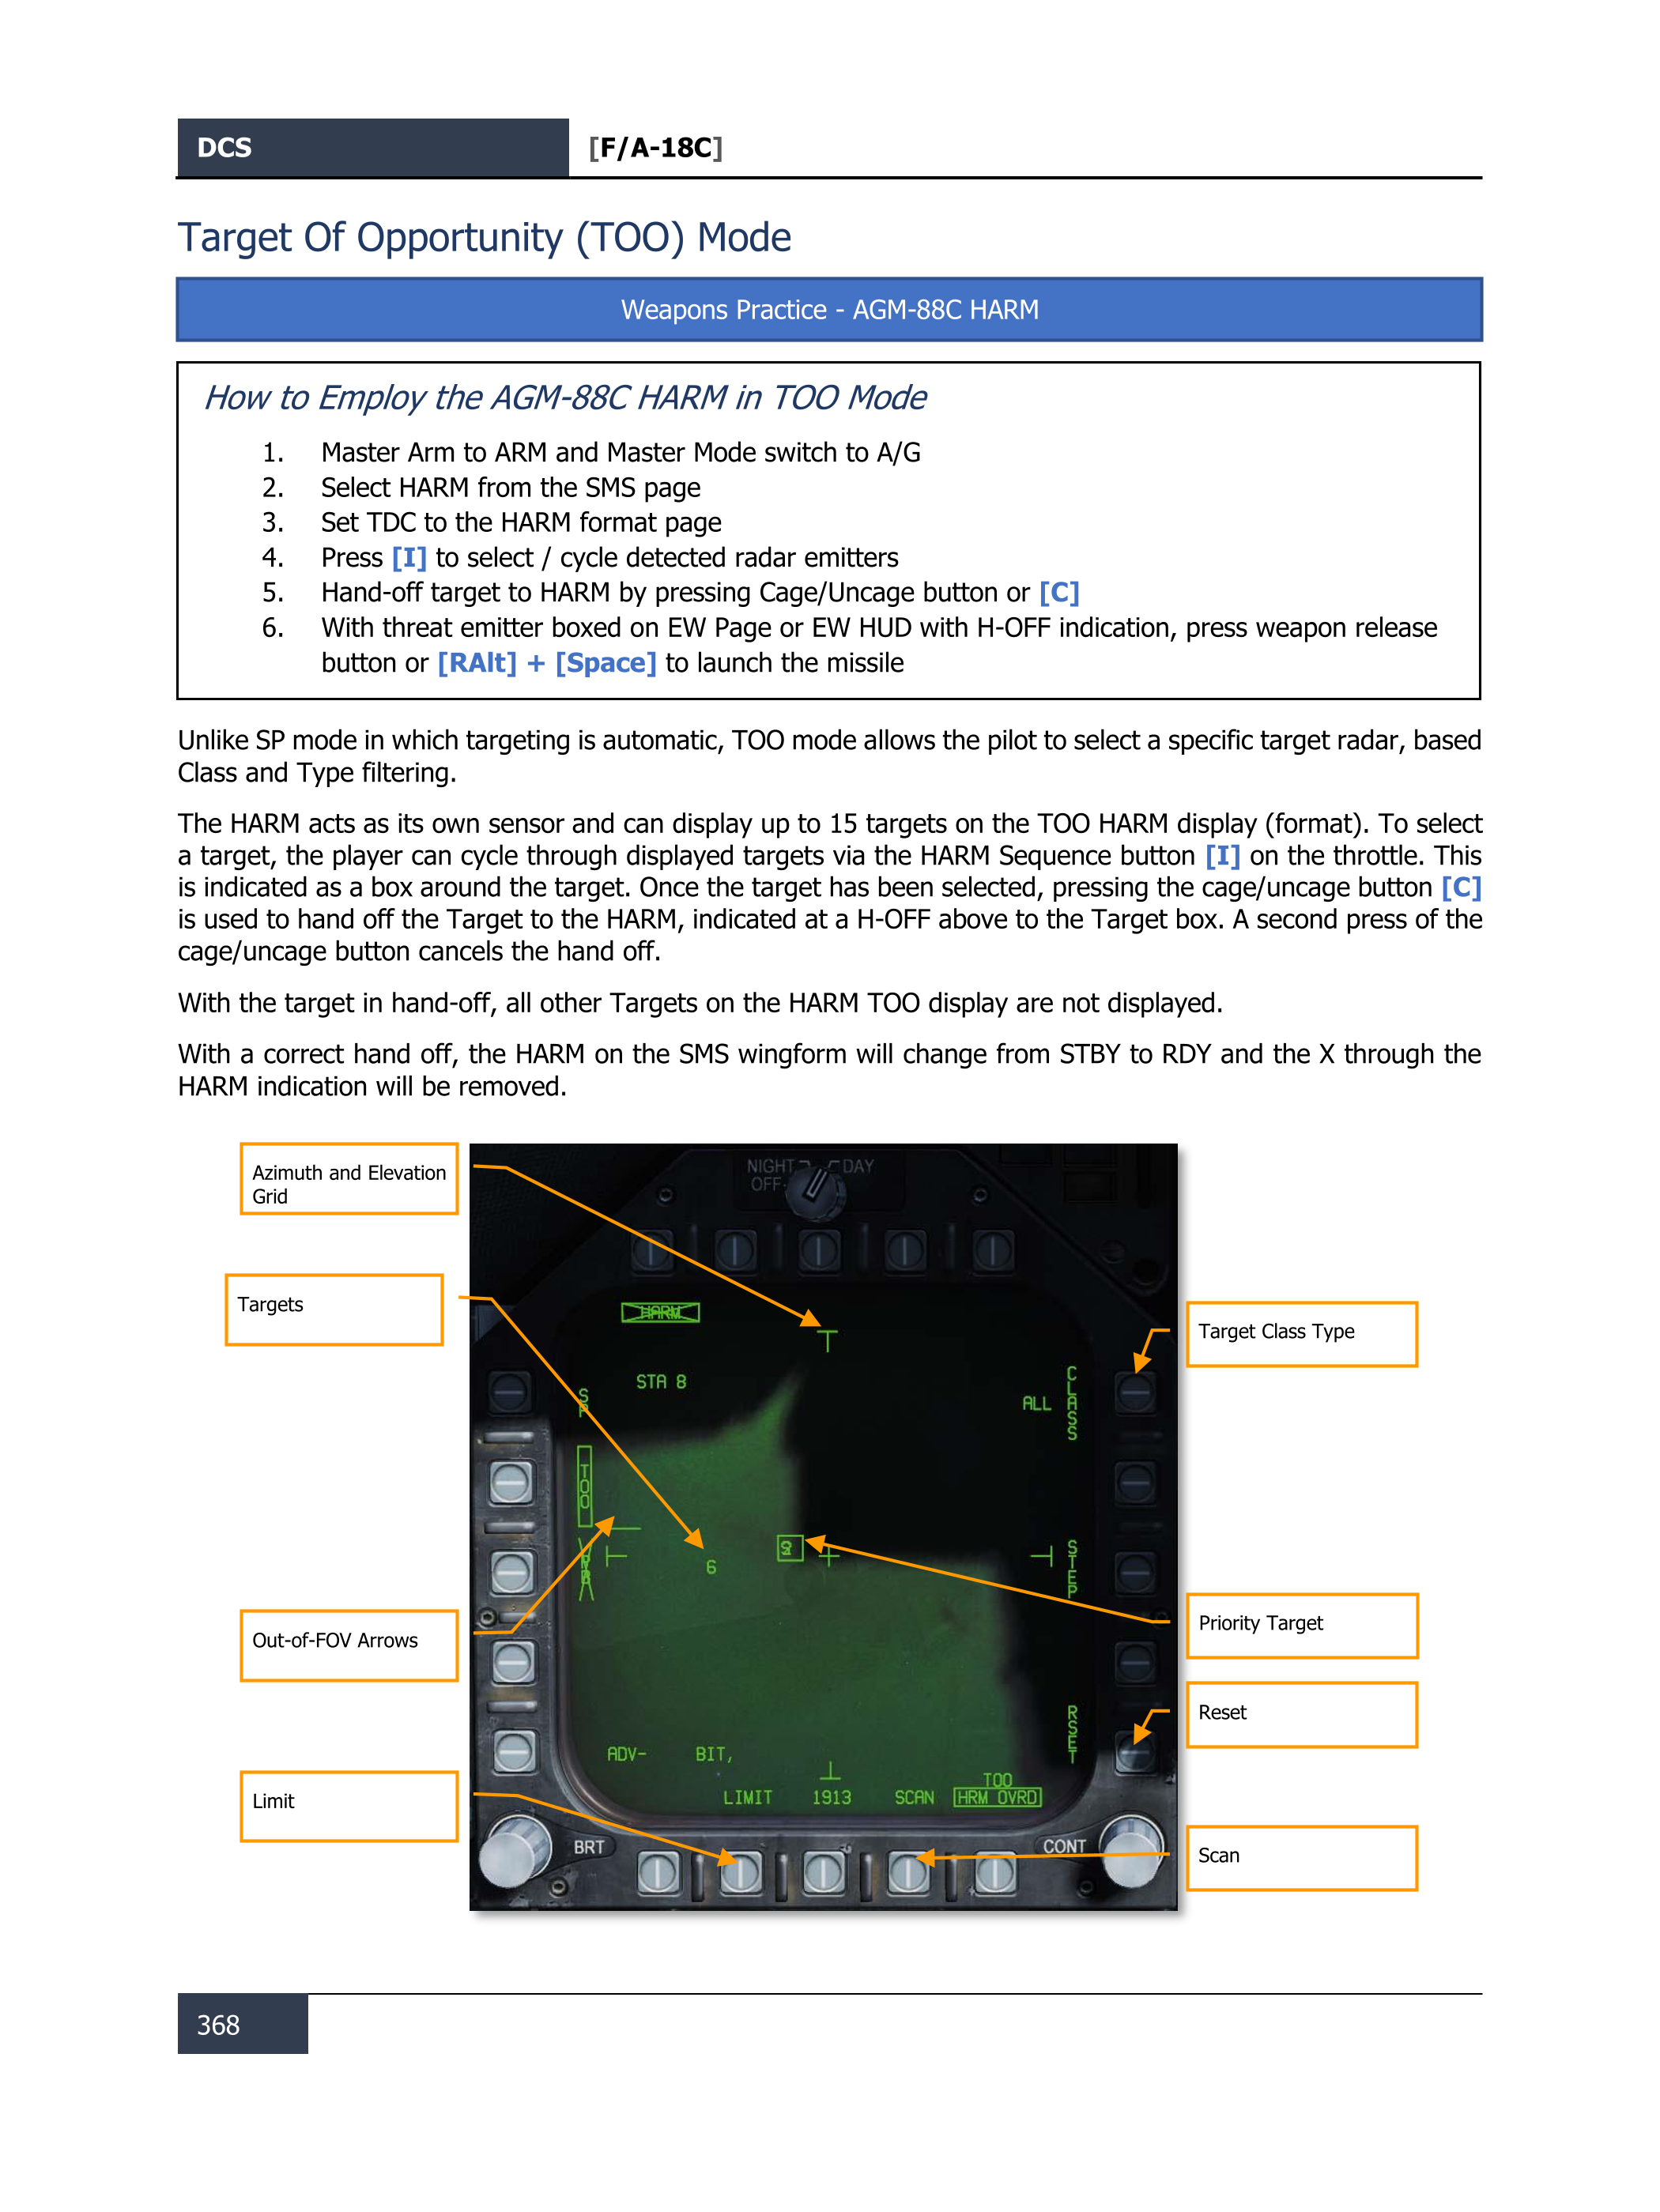 DCS
[F/A-18C]
Target Of Opportunity (TOO) Mode
Weapons Practice - AGM-88C HARM
How to Employ the AGM-88C HARM in TOO Mode
1. Master Arm to ARM and Master Mode switch to A/G
2. Select HARM from the SMS page
3. Set TDC to the HARM format page
4. Press [I] to select / cycle detected radar emitters
5. Hand-off target to HARM by pressing Cage/Uncage button or [C]
6. With threat emitter boxed on EW Page or EW HUD with H-OFF indication, press weapon release
button or [RAlt] + [Space] to launch the missile
Unlike SP mode in which targeting is automatic, TOO mode allows the pilot to select a specific target radar, based
Class and Type filtering.
The HARM acts as its own sensor and can display up to 15 targets on the TOO HARM display (format). To select
a target, the player can cycle through displayed targets via the HARM Sequence button [I] on the throttle. This
is indicated as a box around the target. Once the target has been selected, pressing the cage/uncage button [C]
is used to hand off the Target to the HARM, indicated at a H-OFF above to the Target box. A second press of the
cage/uncage button cancels the hand off.
With the target in hand-off, all other Targets on the HARM TOO display are not displayed.
With a correct hand off, the HARM on the SMS wingform will change from STBY to RDY and the X through the
HARM indication will be removed.
Azimuth and Elevation
Grid
Targets
Out-of-FOV Arrows
Limit
NIGHT DAY
OFF
HARM
STA 8
SP
TOO
6
ALL
CLASS
STEP
RSET
ADV- BIT,
TOO
LIMIT 1913 SCAN HRM OVRD
BRT
CONT
Target Class Type
Priority Target
Reset
Scan
368